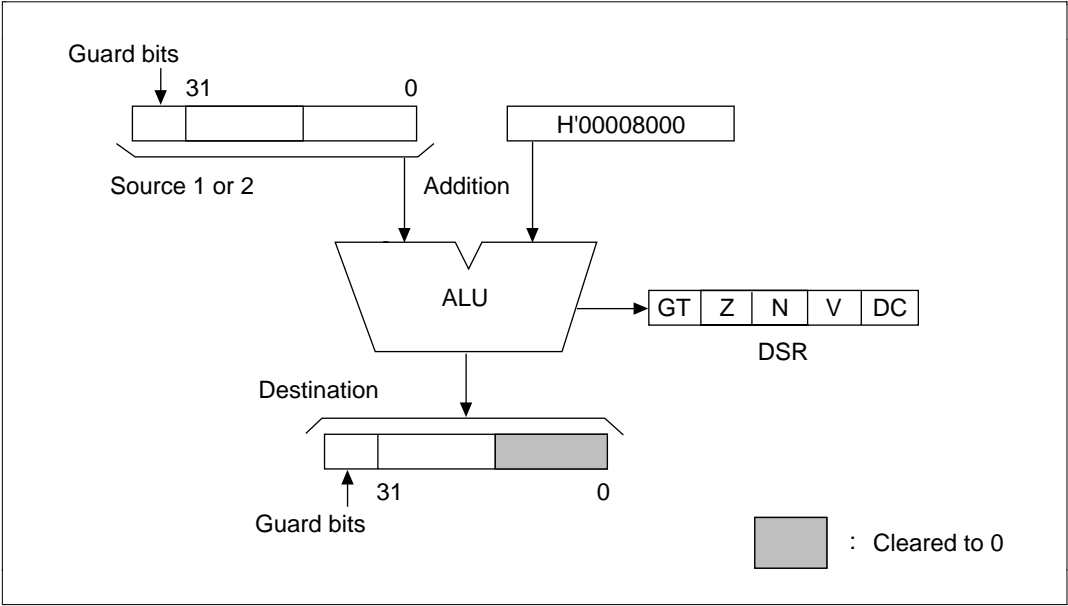 Guard bits
31 0
H'00008000
Source 1 or 2
Addition
ALU
GT Z N V DC
DSR
Destination
31 0
Guard bits
: Cleared to 0